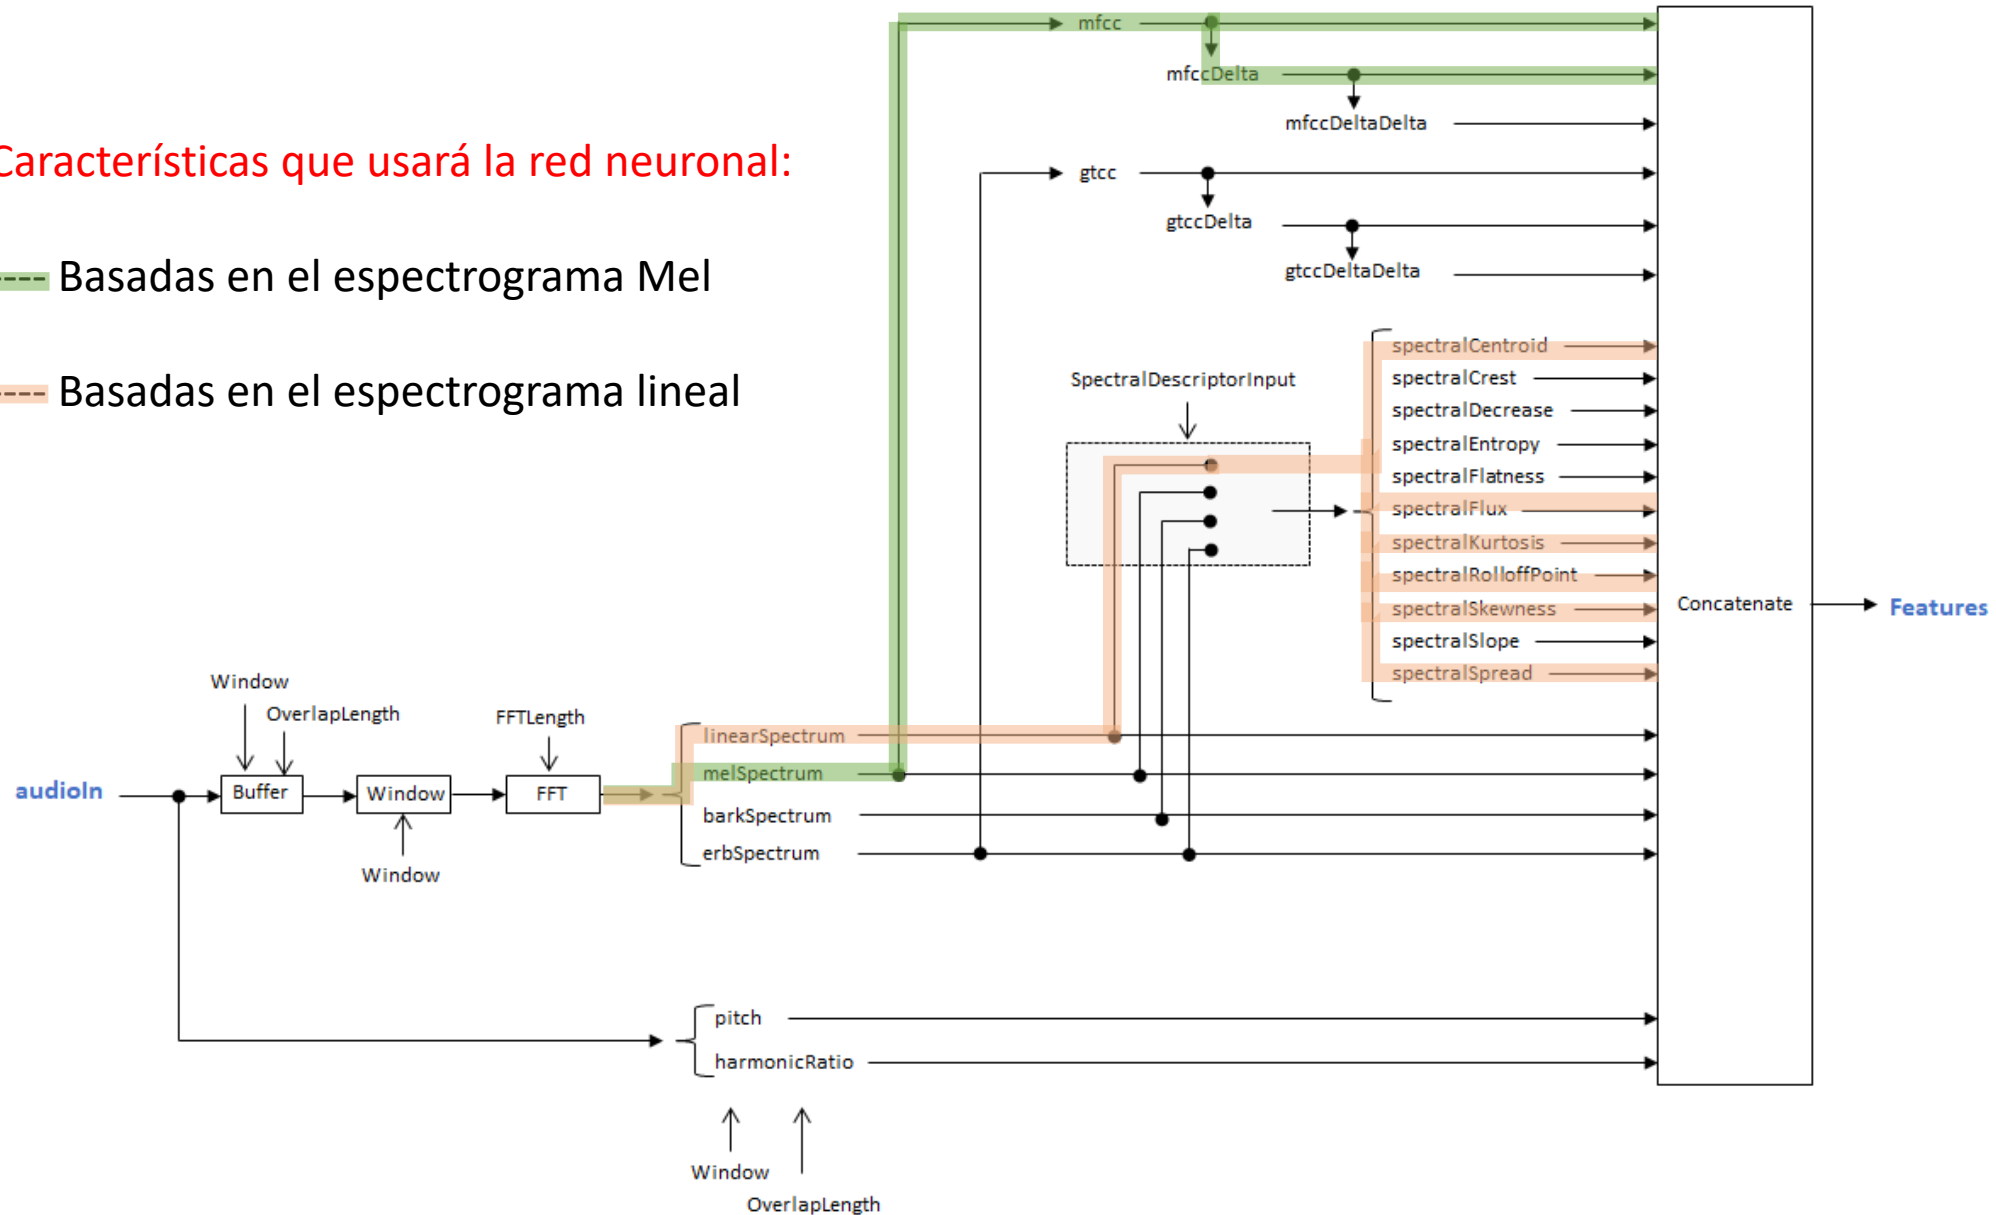 mfcc
mfccDelta
mfccDeltaDelta
Características que usará la red neuronal:
gtcc
gtccDelta
gtccDeltaDelta
Basadas en el espectrograma Mel
Basadas en el espectrograma lineal
SpectralDescriptorInput
spectralCentroid
spectralCrest
spectralDecrease
spectralEntropy
spectralFlatness
spectralFlux
spectralKurtosis
spectralRolloffPoint
spectralSkewness
spectralSlope
spectralSpread
Concatenate
Features
Window
OverlapLength
FFTLength
audioIn
Buffer
Window
FFT
Window
linearSpectrum
melSpectrum
barkSpectrum
erbSpectrum
pitch
harmonicRatio
Window
OverlapLength